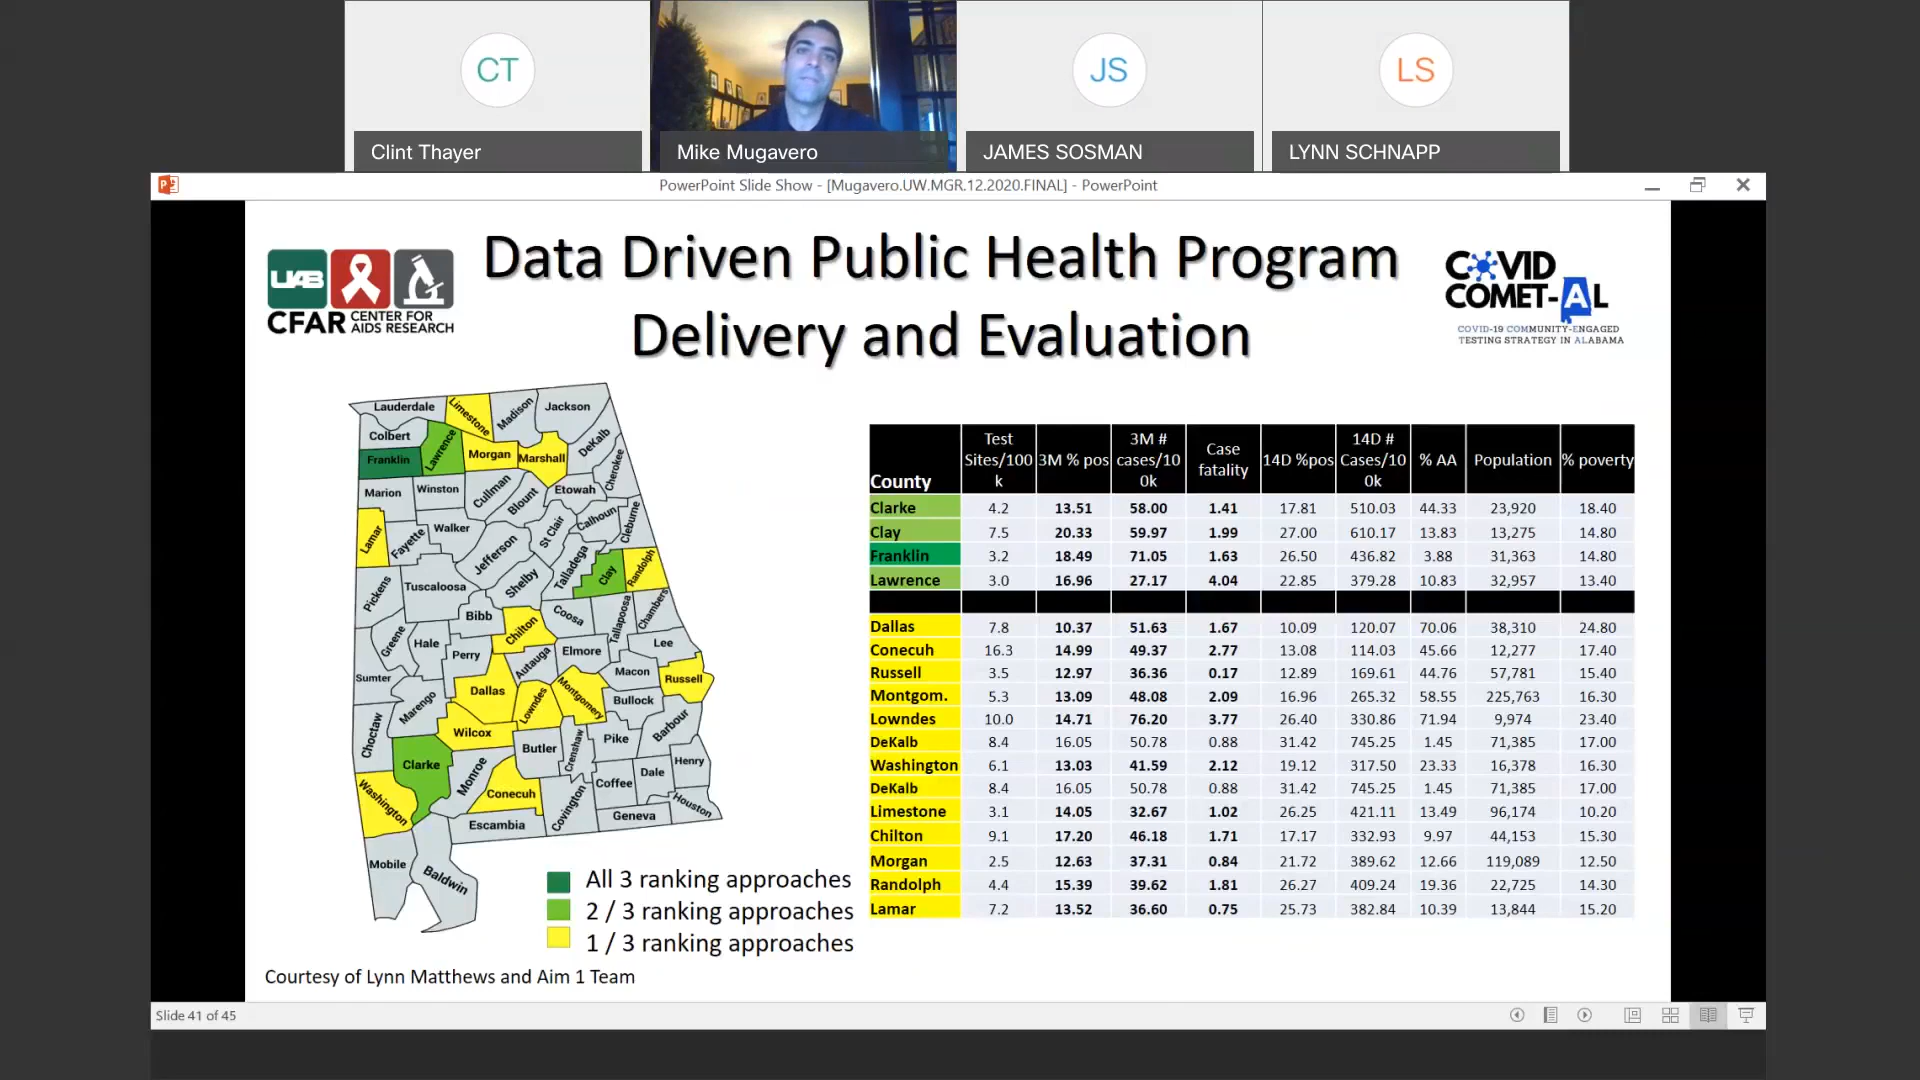 CT
JS
LS
Clint Thayer
Mike Mugavero
JAMES SOSMAN
LYNN SCHNAPP
PowerPoint Slide Show - [Mugavero.UW.MGR.12.2020.FINAL] - PowerPoint
UAB
CFAR CENTER FOR
AIDS RESEARCH
Data Driven Public Health Program
Delivery and Evaluation
COVID
COMET-AL
COVID-19 COMMUNITY-ENGAGED
TESTING STRATEGY IN ALABAMA
Lauderdale
Limestone
Madison
Jackson
Colbert
Lawrence
Franklin
Morgan
Marshall
DeKalb
Cherokee
Marion
Winston
Cullman
Blount
Etowah
Lamar
Fayette
Walker
Jefferson
St Clair
Calhoun
Cleburne
Pickens
Tuscaloosa
Shelby
Talladega
Clay
Randolph
Bibb
Chilton
Coosa
Tallapoosa
Chambers
Greene
Hale
Perry
Autauga
Elmore
Lee
Sumter
Marengo
Dallas
Lowndes
Montgomery
Macon
Russell
Bullock
Choctaw
Wilcox
Butler
Crenshaw
Pike
Barbour
Clarke
Monroe
Conecuh
Coffee
Dale
Henry
Washington
Covington
Escambia
Geneva
Houston
Mobile
Baldwin
All 3 ranking approaches
2 / 3 ranking approaches
1 / 3 ranking approaches
Courtesy of Lynn Matthews and Aim 1 Team
County Test Sites/100 k 3M % pos 3M # cases/10 0k Case fatality 14D %pos 14D # Cases/10 0k % AA Population % poverty
Clarke 4.2 13.51 58.00 1.41 17.81 510.03 44.33 23,920 18.40
Clay 7.5 20.33 59.97 1.99 27.00 610.17 13.83 13,275 14.80
Franklin 3.2 18.49 71.05 1.63 26.50 436.82 3.88 31,363 14.80
Lawrence 3.0 16.96 27.17 4.04 22.85 379.28 10.83 32,957 13.40
Dallas 7.8 10.37 51.63 1.67 10.09 120.07 70.06 38,310 24.80
Conecuh 16.3 14.99 49.37 2.77 13.08 114.03 45.66 12,277 17.40
Russell 3.5 12.97 36.36 0.17 12.89 169.61 44.76 57,781 15.40
Montgom. 5.3 13.09 48.08 2.09 16.96 265.32 58.55 225,763 16.30
Lowndes 10.0 14.71 76.20 3.77 26.40 330.86 71.94 9,974 23.40
DeKalb 8.4 16.05 50.78 0.88 31.42 745.25 1.45 71,385 17.00
Washington 6.1 13.03 41.59 2.12 19.12 317.50 23.33 16,378 16.30
DeKalb 8.4 16.05 50.78 0.88 31.42 745.25 1.45 71,385 17.00
Limestone 3.1 14.05 32.67 1.02 26.25 421.11 13.49 96,174 10.20
Chilton 9.1 17.20 46.18 1.71 17.17 332.93 9.97 44,153 15.30
Morgan 2.5 12.63 37.31 0.84 21.72 389.62 12.66 119,089 12.50
Randolph 4.4 15.39 39.62 1.81 26.27 409.24 19.36 22,725 14.30
Lamar 7.2 13.52 36.60 0.75 25.73 382.84 10.39 13,844 15.20
Slide 41 of 45